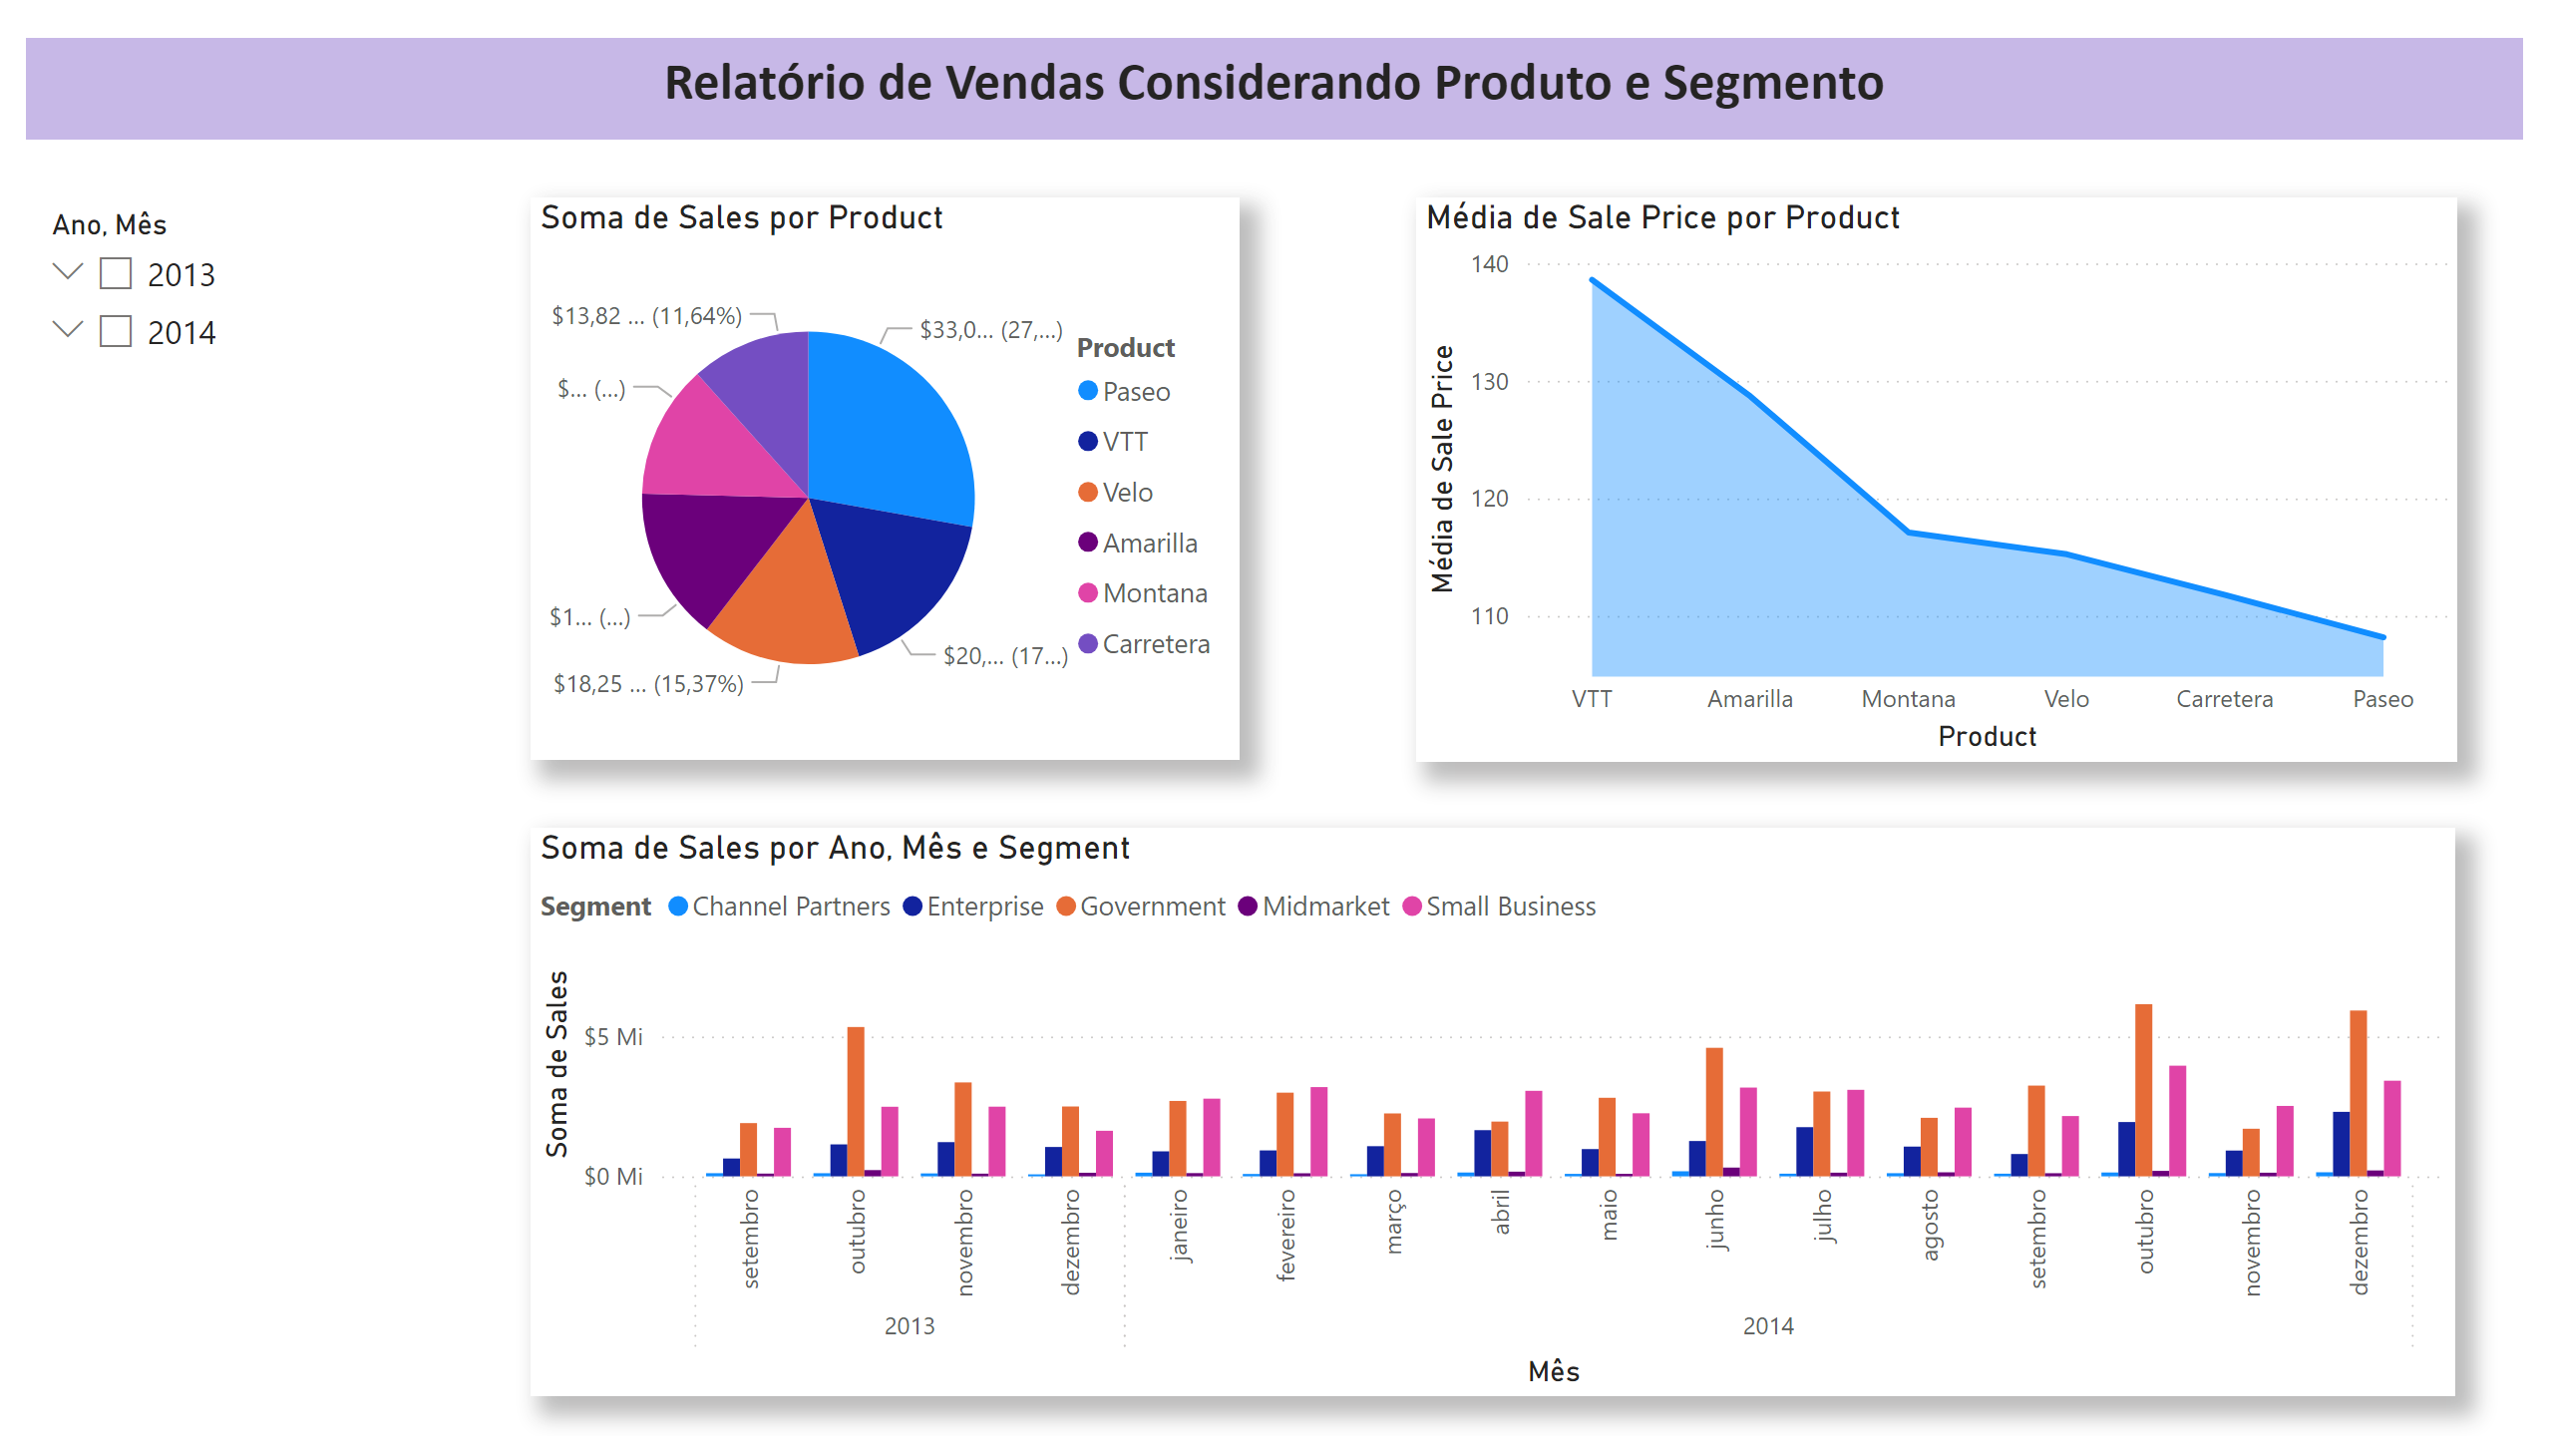 Relatório de Vendas Considerando Produto e Segmento
Ano, Mês
2013
2014
Soma de Sales por Product
$13,82 ... (11,64%)
$33,0... (27,...)
$... (...)
$1... (...)
$20,... (17...)
$18,25 ... (15,37%)
Product
Paseo
VTT
Velo
Amarilla
Montana
Carretera
Média de Sale Price por Product
Média de Sale Price
140
130
120
110
VTT Amarilla Montana Velo Carretera Paseo
Product
Soma de Sales por Ano, Mês e Segment
Segment Channel Partners Enterprise Government Midmarket Small Business
Soma de Sales
$5 Mi
$0 Mi
setembro outubro novembro dezembro janeiro fevereiro março abril maio junho julho agosto setembro outubro novembro dezembro
2013 2014
Mês